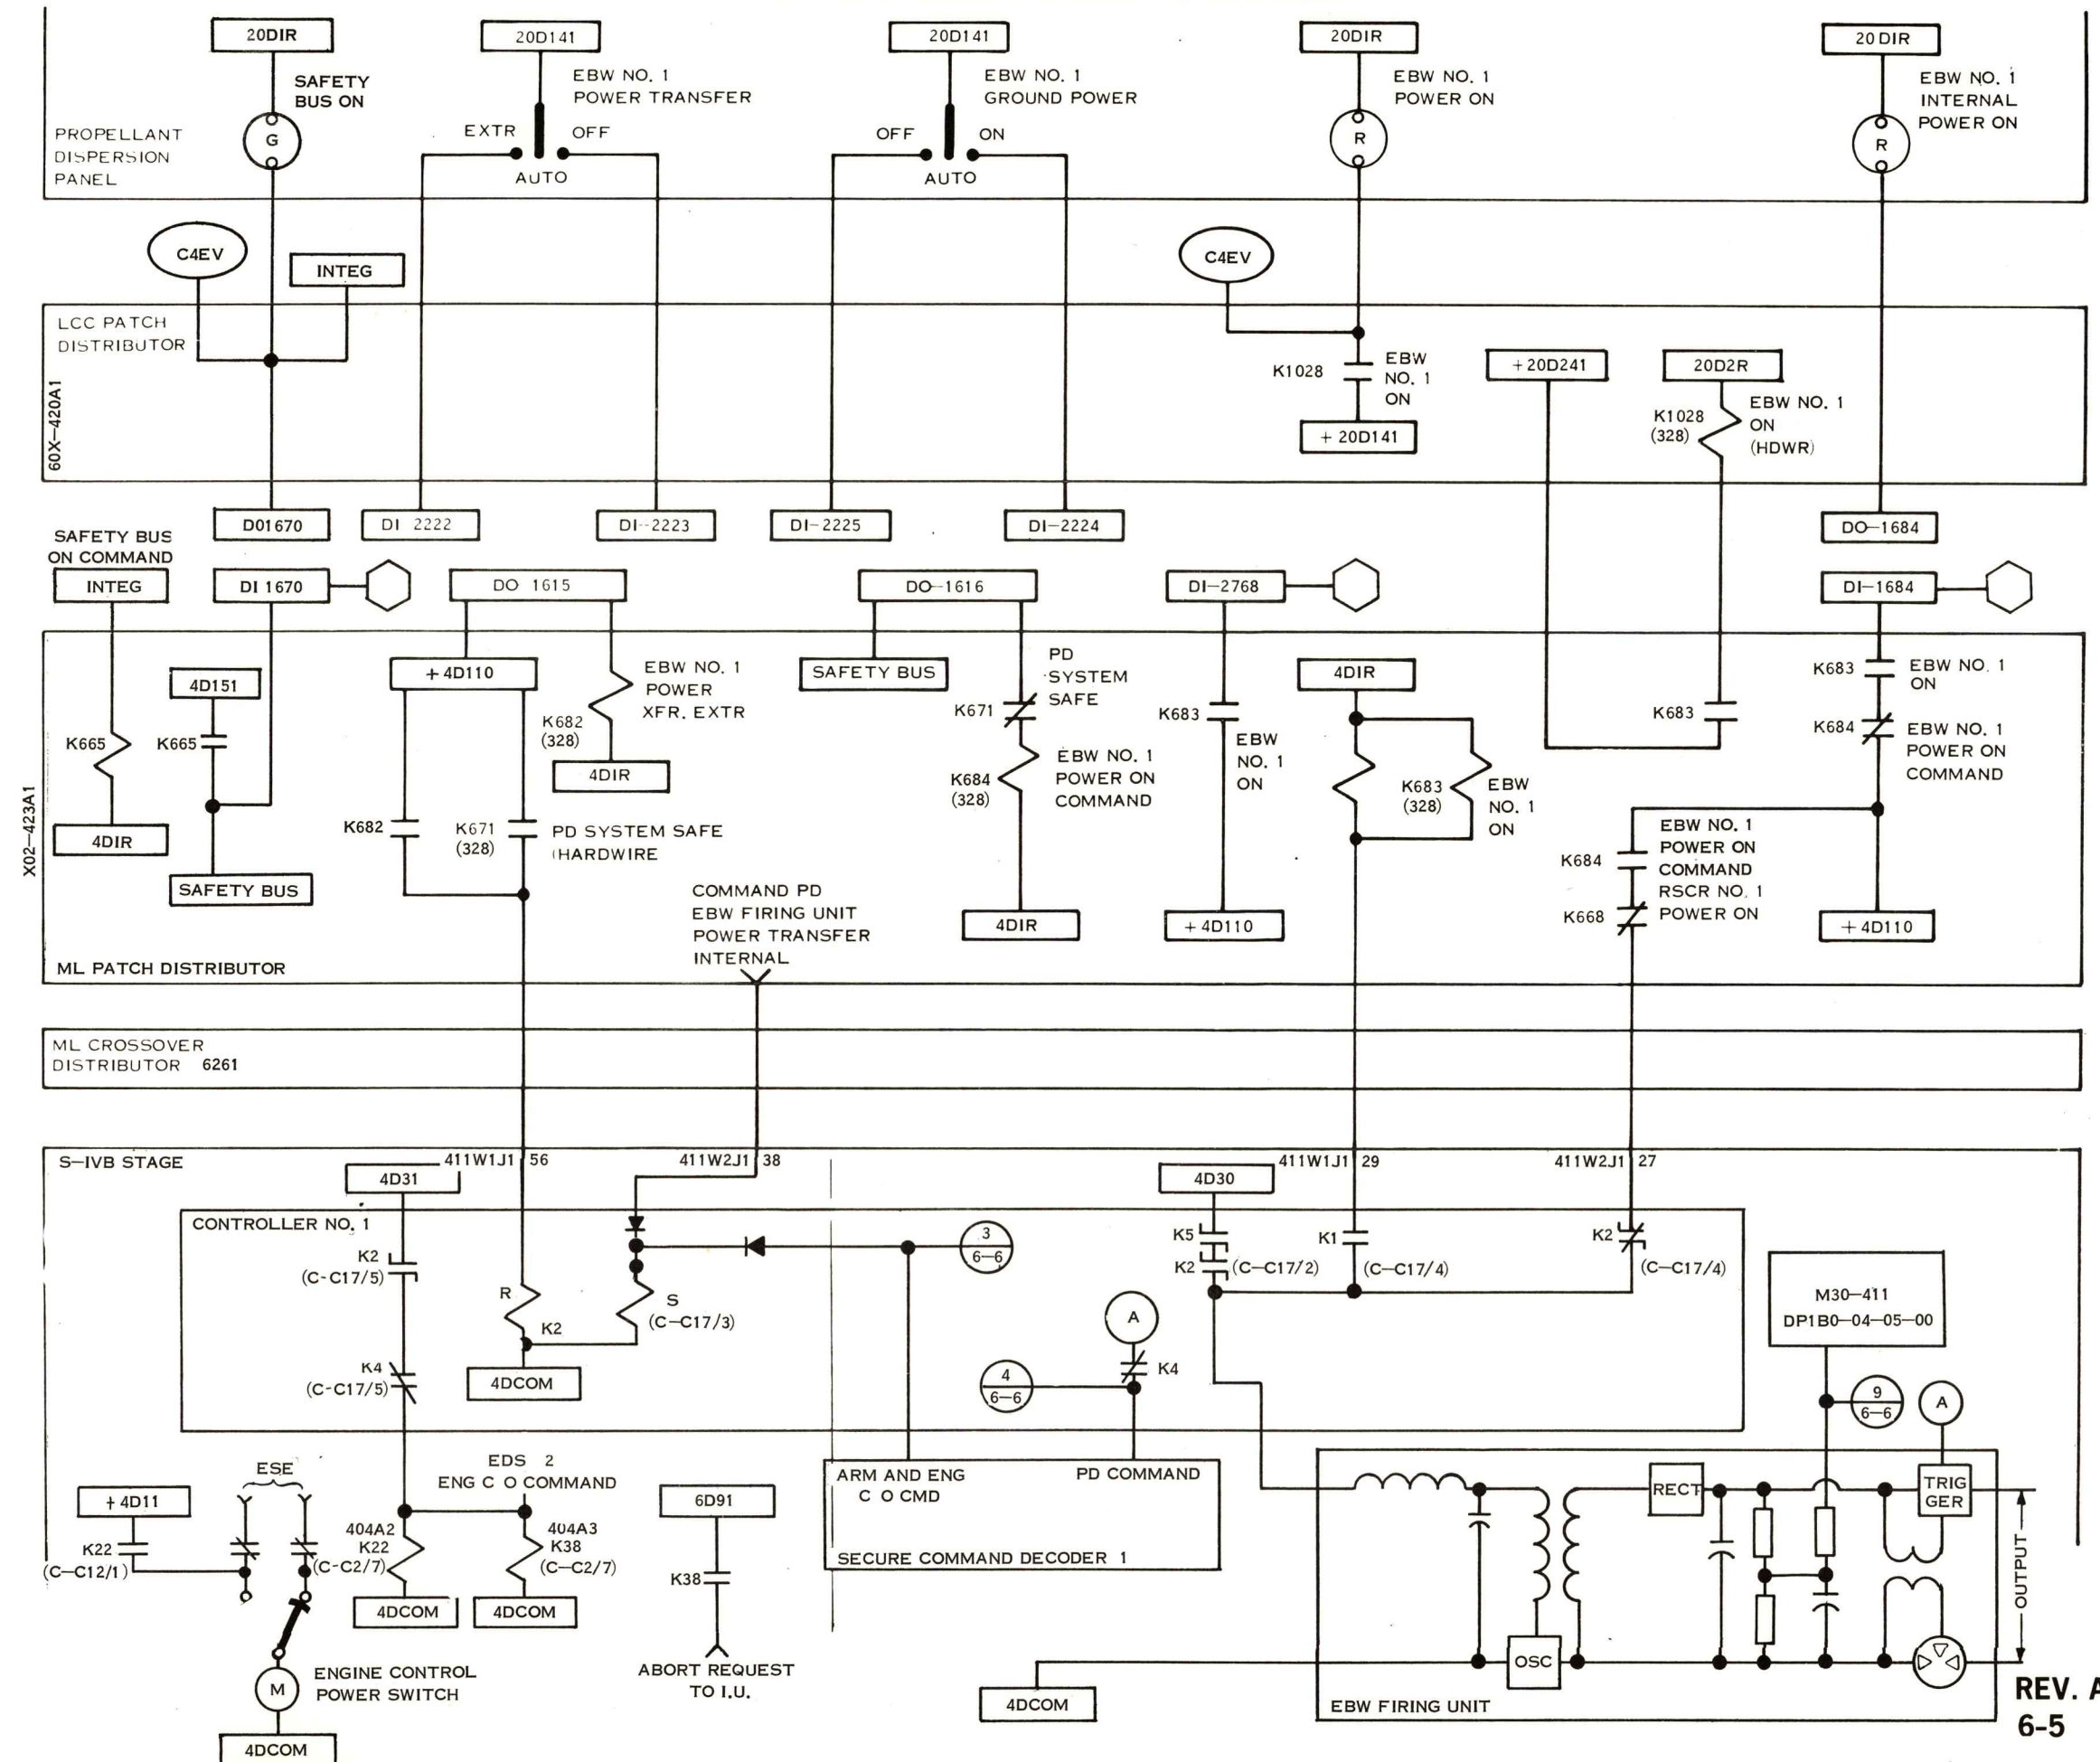 20DIR
20D141
20D141
20DIR
20DIR
SAFETY
BUS ON
EBW NO. 1
POWER TRANSFER
EBW NO. 1
GROUND POWER
EBW NO. 1
POWER ON
EBW NO. 1
INTERNAL
POWER ON
PROPELLANT
DISPERSION
PANEL
G
EXTR
OFF
AUTO
OFF
ON
AUTO
R
R
C4EV
INTEG
C4EV
LCC PATCH
DISTRIBUTOR
60X-420A1
K1028
EBW
NO. 1
ON
+ 20D141
+ 20D241
20D2R
K1028
(328)
EBW NO. 1
ON
(HDWR)
D01670
DI 2222
DI-2223
DI-2225
DI-2224
DO-1684
SAFETY BUS
ON COMMAND
INTEG
DI 1670
DO 1615
DO-1616
DI-2768
DI-1684
X02-423A1
K665
4DIR
4D151
K665
SAFETY BUS
+ 4D110
K682
K671
(328)
PD SYSTEM SAFE
(HARDWIRE
K682
(328)
EBW NO. 1
POWER
XFR. EXTR
4DIR
SAFETY BUS
K671
PD
SYSTEM
SAFE
K684
(328)
EBW NO. 1
POWER ON
COMMAND
4DIR
K683
EBW
NO. 1
ON
+ 4D110
4DIR
K683
(328)
EBW
NO. 1
ON
K683
K683
EBW NO. 1
ON
K684
EBW NO. 1
POWER ON
COMMAND
K684
EBW NO. 1
POWER ON
COMMAND
K668
RSCR NO. 1
POWER ON
+ 4D110
COMMAND PD
EBW FIRING UNIT
POWER TRANSFER
INTERNAL
ML PATCH DISTRIBUTOR
ML CROSSOVER
DISTRIBUTOR 6261
S-IVB STAGE
411W1J1 56
411W2J1 38
411W1J1 29
411W2J1 27
4D31
4D30
CONTROLLER NO. 1
K2
(C-C17/5)
K4
(C-C17/5)
R
K2
S
(C-C17/3)
4DCOM
3
6-6
K5
K2
(C-C17/2)
K1
(C-C17/4)
K2
(C-C17/4)
A
K4
4
6-6
M30-411
DP1B0-04-05-00
9
6-6
A
ESE
EDS 2
ENG C O COMMAND
+ 4D11
K22
(C-C12/1)
404A2
K22
(C-C2/7)
4DCOM
404A3
K38
(C-C2/7)
4DCOM
6D91
K38
ABORT REQUEST
TO I.U.
ARM AND ENG
C O CMD
PD COMMAND
SECURE COMMAND DECODER 1
RECT
TRIG
GER
OUTPUT
OSC
EBW FIRING UNIT
4DCOM
M
ENGINE CONTROL
POWER SWITCH
4DCOM
REV. A
6-5